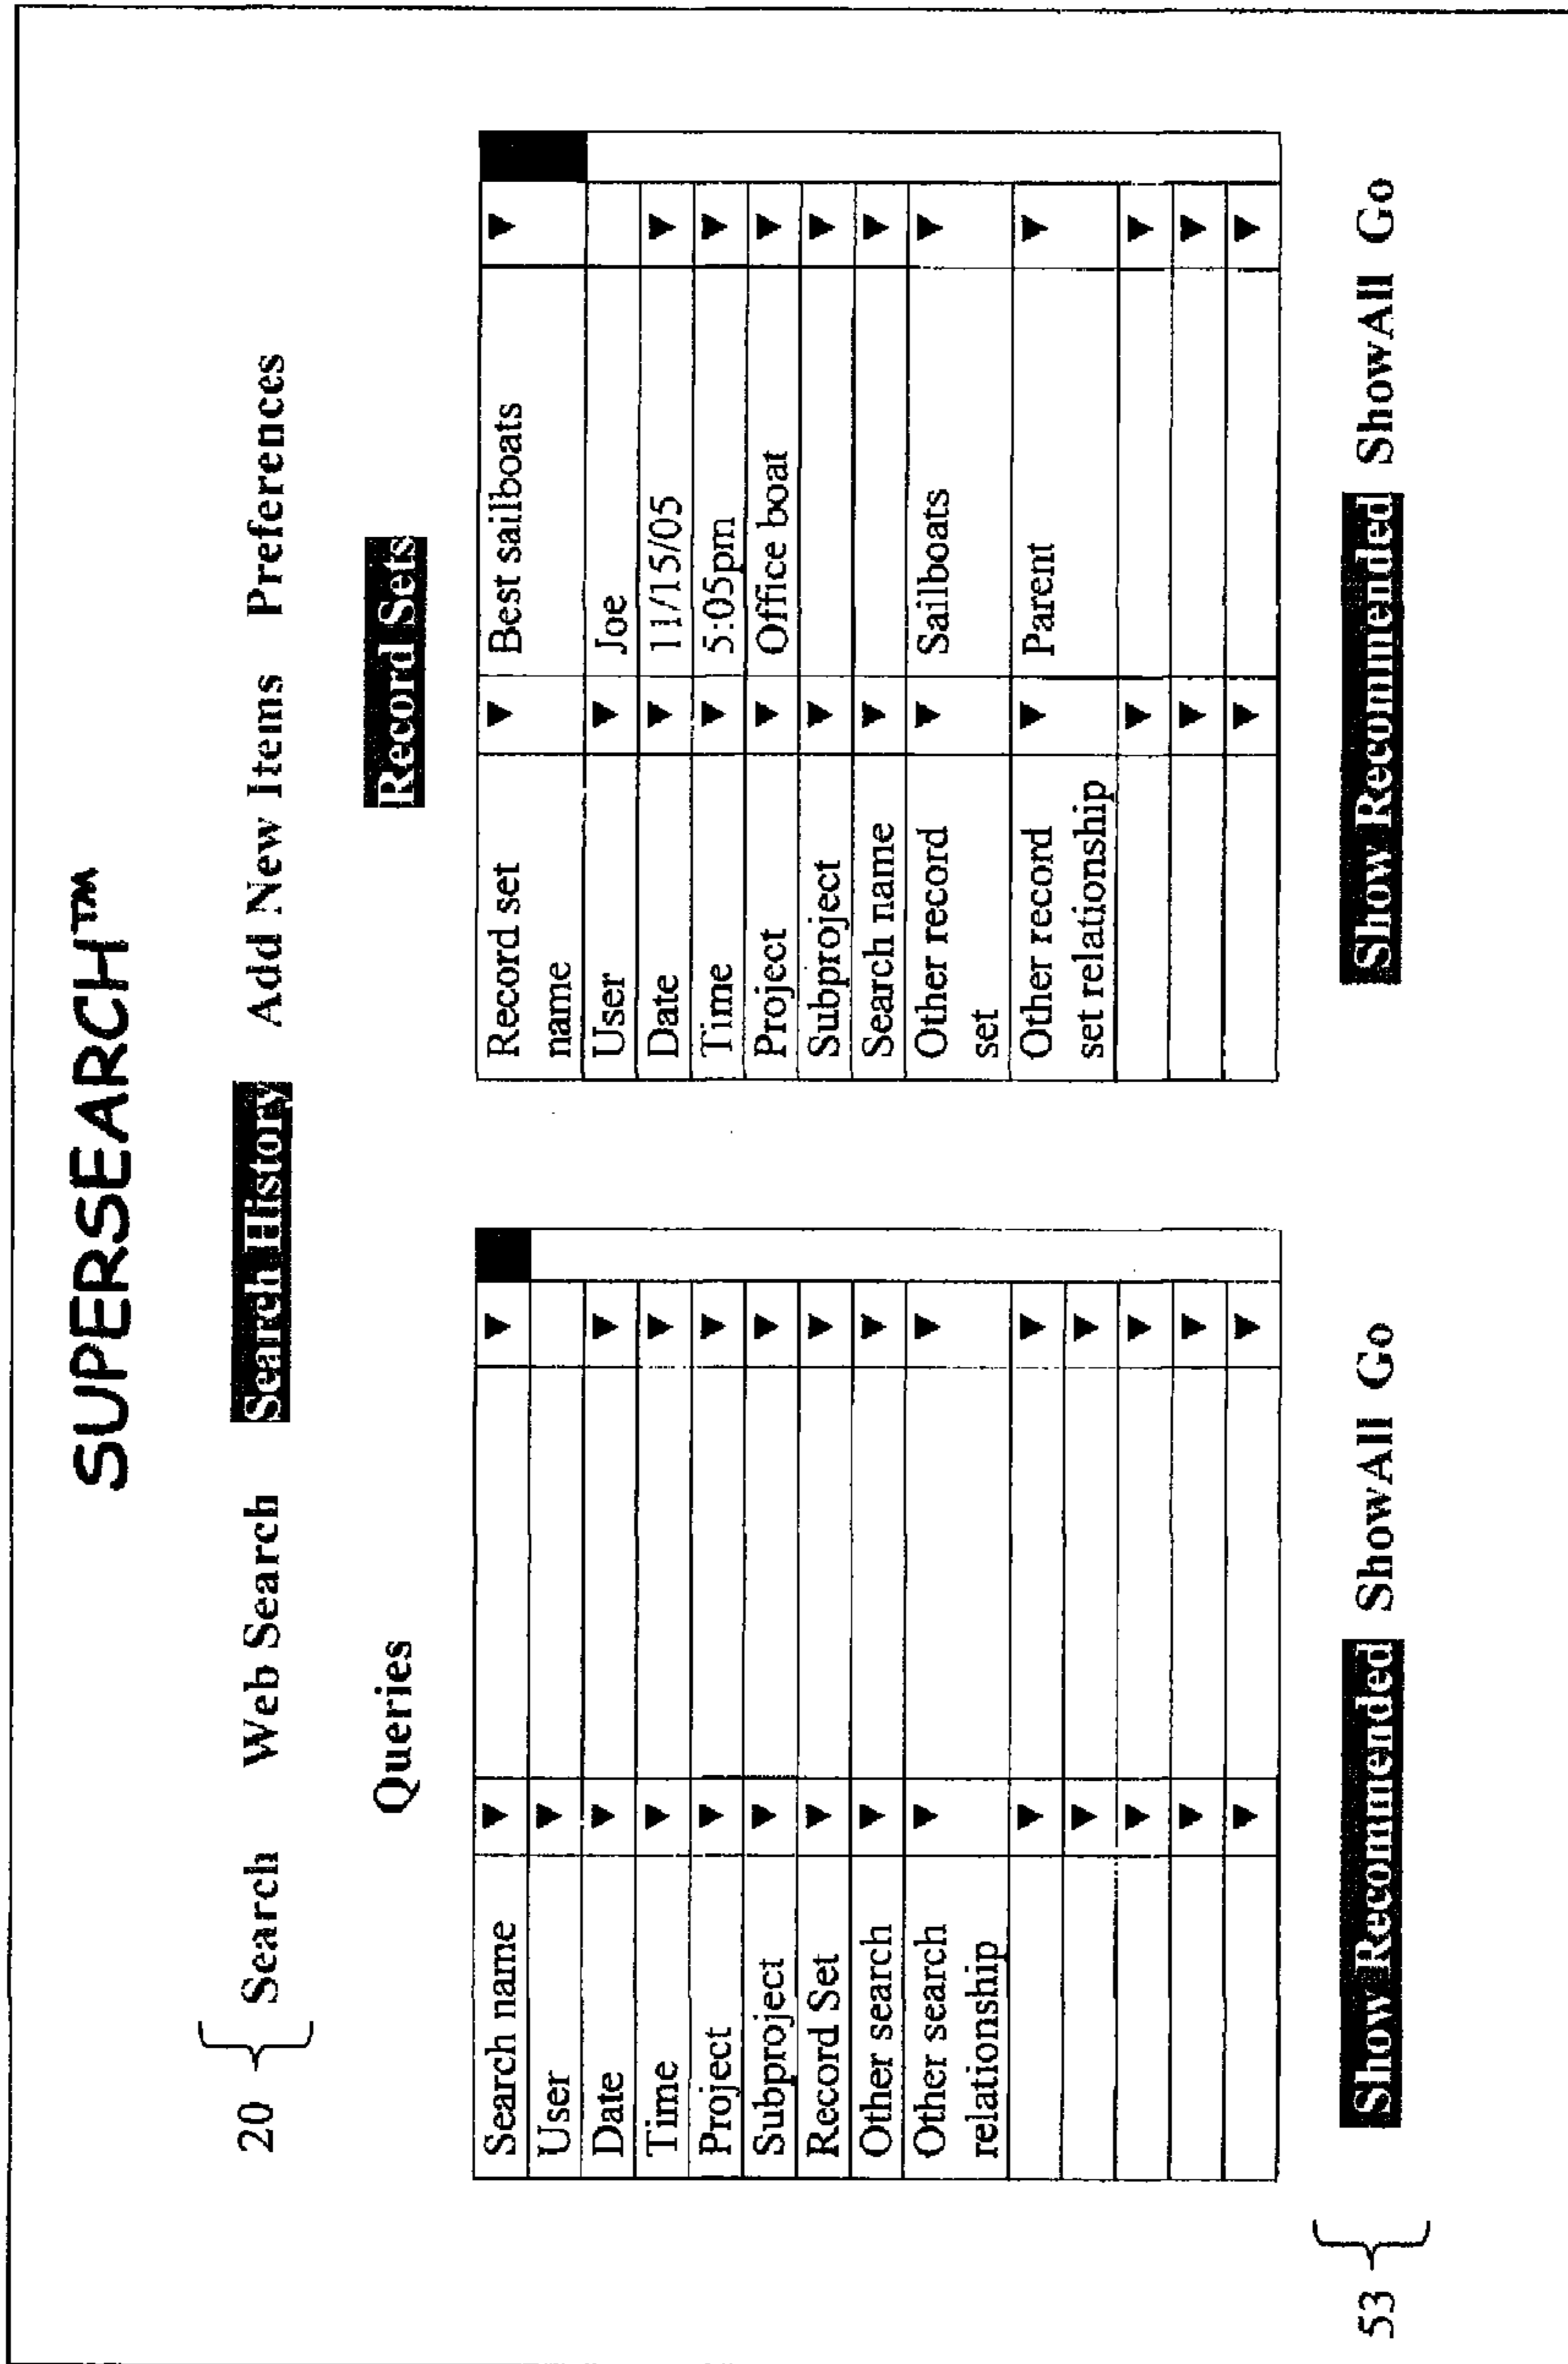 SUPERSEARCH™
20 Search Web Search Search History Add New Items Preferences
Queries
Search name
User
Date
Time
Project
Subproject
Record Set
Other search
Other search
relationship
Show Recommended ShowAll Go
Record Sets
Record set Best sailboats
name
User Joe
Date 11/15/05
Time 5:05pm
Project Office boat
Subproject
Search name
Other record Sailboats
set
Other record Parent
set relationship
Show Recommended ShowAll Go
53